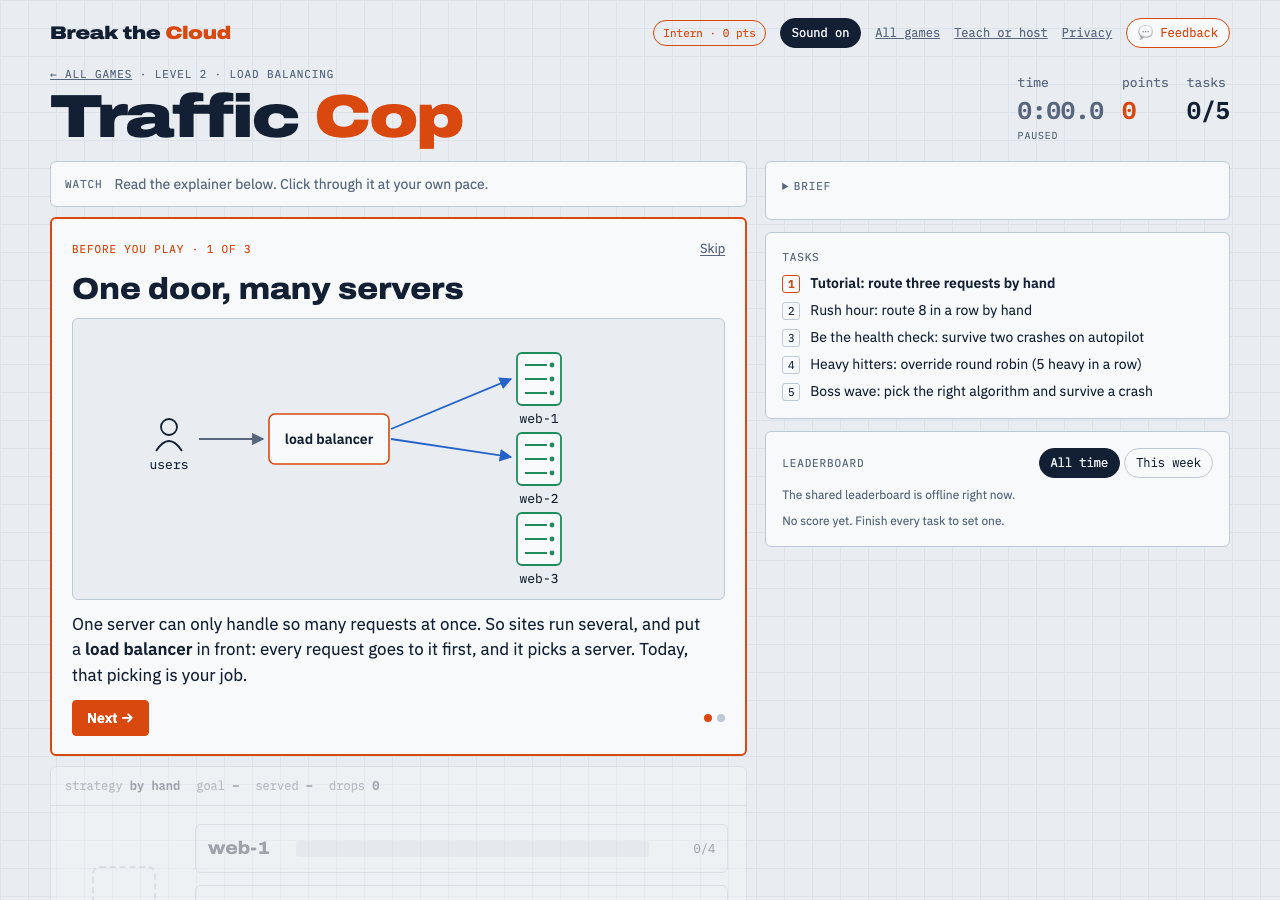 Break the Cloud
Intern · 0 pts
Sound on
All games
Teach or host
Privacy
💬 Feedback
← ALL GAMES · LEVEL 2 · LOAD BALANCING
Traffic Cop
time
0:00.0
PAUSED
points
0
tasks
0/5
WATCH Read the explainer below. Click through it at your own pace.
BEFORE YOU PLAY · 1 OF 3
Skip
One door, many servers
users
load balancer
web-1
web-2
web-3
One server can only handle so many requests at once. So sites run several, and put
a load balancer in front: every request goes to it first, and it picks a server. Today,
that picking is your job.
Next →
strategy by hand goal – served – drops 0
web-1
0/4
▶ BRIEF
TASKS
1 Tutorial: route three requests by hand
2 Rush hour: route 8 in a row by hand
3 Be the health check: survive two crashes on autopilot
4 Heavy hitters: override round robin (5 heavy in a row)
5 Boss wave: pick the right algorithm and survive a crash
LEADERBOARD
All time
This week
The shared leaderboard is offline right now.
No score yet. Finish every task to set one.